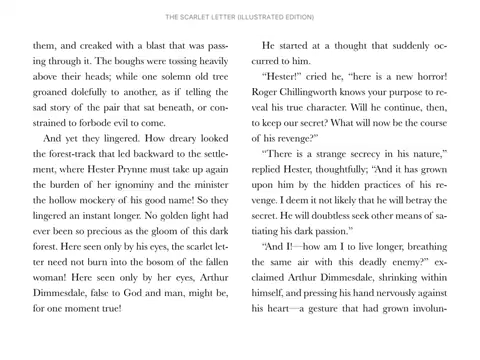 THE SCARLET LETTER (ILLUSTRATED EDITION)
them, and creaked with a blast that was pass-
ing through it. The boughs were tossing heavily
above their heads; while one solemn old tree
groaned dolefully to another, as if telling the
sad story of the pair that sat beneath, or con-
strained to forbode evil to come.
And yet they lingered. How dreary looked
the forest-track that led backward to the settle-
ment, where Hester Prynne must take up again
the burden of her ignominy and the minister
the hollow mockery of his good name! So they
lingered an instant longer. No golden light had
ever been so precious as the gloom of this dark
forest. Here seen only by his eyes, the scarlet let-
ter need not burn into the bosom of the fallen
woman! Here seen only by her eyes, Arthur
Dimmesdale, false to God and man, might be,
for one moment true!
He started at a thought that suddenly oc-
curred to him.
“Hester!” cried he, “here is a new horror!
Roger Chillingworth knows your purpose to re-
veal his true character. Will he continue, then,
to keep our secret? What will now be the course
of his revenge?”
“There is a strange secrecy in his nature,”
replied Hester, thoughtfully; “And it has grown
upon him by the hidden practices of his re-
venge. I deem it not likely that he will betray the
secret. He will doubtless seek other means of sa-
tiating his dark passion.”
“And I!—how am I to live longer, breathing
the same air with this deadly enemy?” ex-
claimed Arthur Dimmesdale, shrinking within
himself, and pressing his hand nervously against
his heart—a gesture that had grown involun-